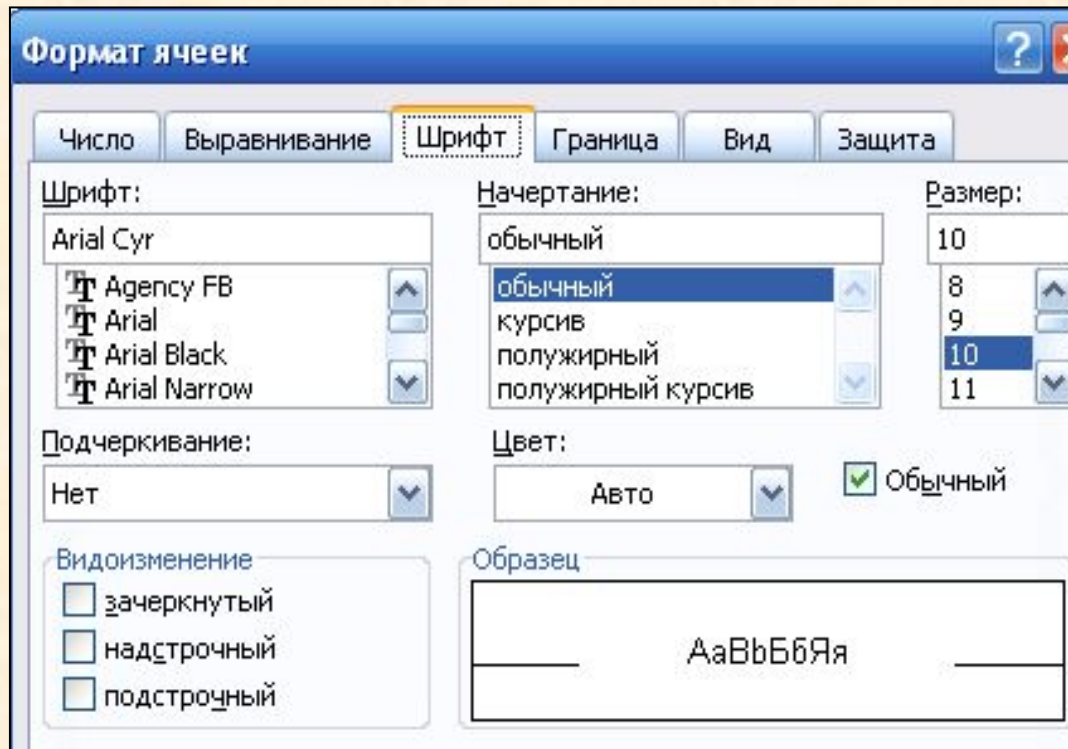 Формат ячеек
?
Число Выравнивание Шрифт Граница Вид Защита
Шрифт: Начертание: Размер:
Arial Cyr обычный 10
Agency FB обычный 8
Arial курсив 9
Arial Black полужирный 10
Arial Narrow полужирный курсив 11
Подчеркивание: Цвет:
Нет Авто Обычный
Видоизменение Образец
зачеркнутый
надстрочный АаBbБбЯя
подстрочный